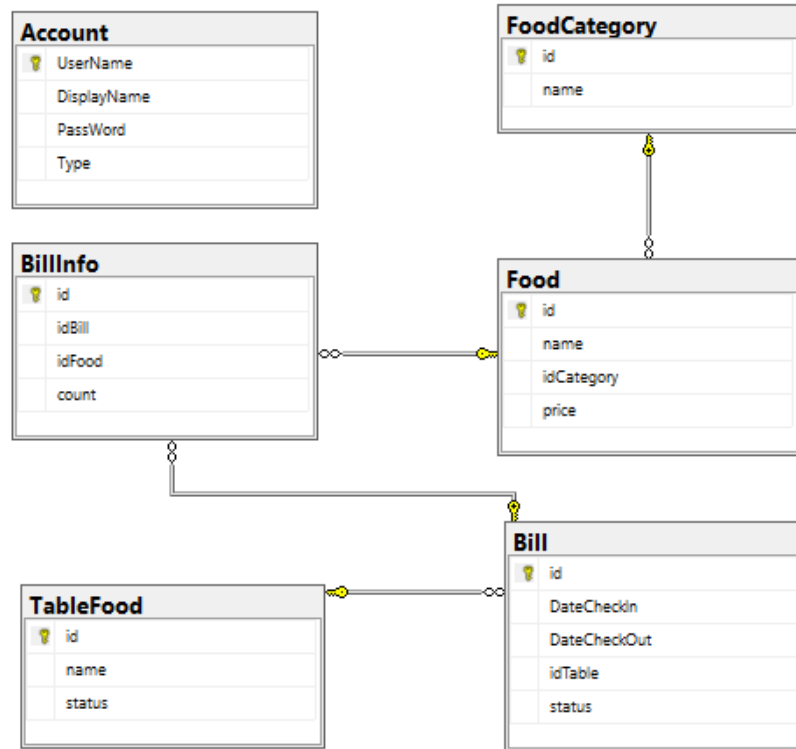 Account
UserName
DisplayName
PassWord
Type
FoodCategory
id
name
BillInfo
id
idBill
idFood
count
Food
id
name
idCategory
price
TableFood
id
name
status
Bill
id
DateCheckIn
DateCheckOut
idTable
status